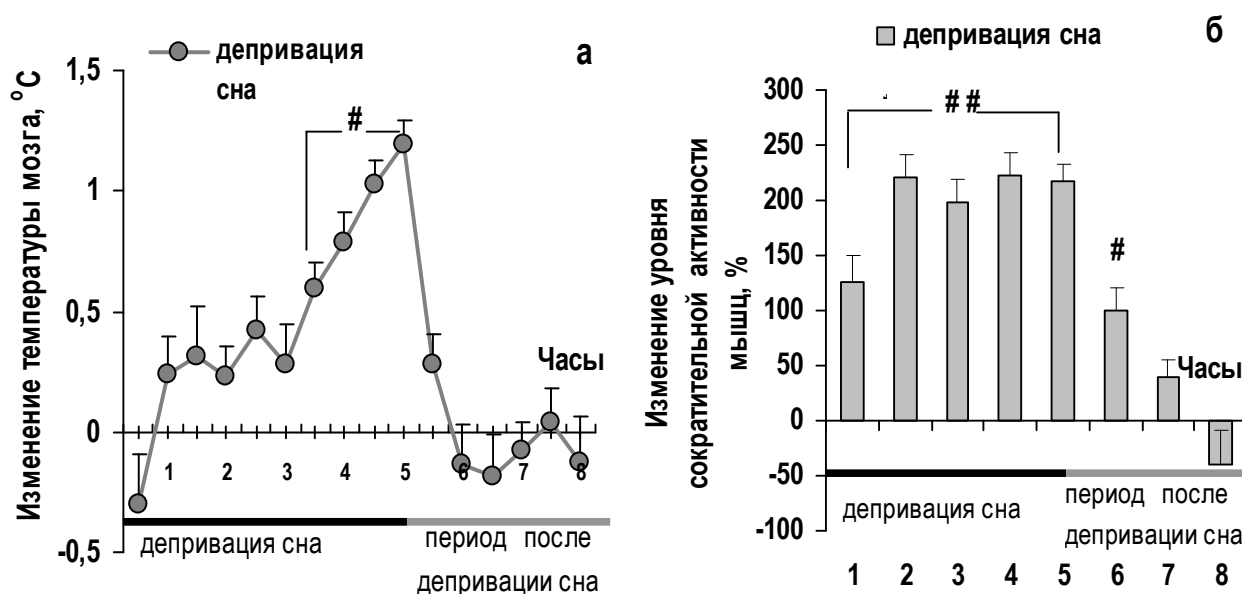 депривация
сна
а
Изменение температуры мозга, °С
1,5
1
0,5
0
-0,5
#
Часы
1 2 3 4 5 6 7 8
депривация сна
период после
депривации сна
депривация сна
б
Изменение уровня
сократительной активности
мышц, %
300
250
200
150
100
50
0
-50
-100
# #
#
Часы
депривация сна
период после
депривации сна
1 2 3 4 5 6 7 8